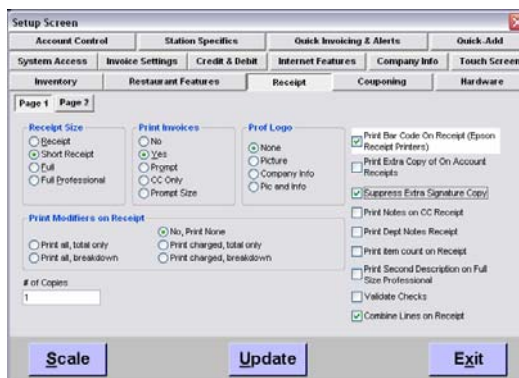 Setup Screen
Account Control Station Specifics Quick Invoicing & Alerts Quick-Add
System Access Invoice Settings Credit & Debit Internet Features Company Info Touch Screen
Inventory Restaurant Features Receipt Couponing Hardware
Page 1 Page 2
Receipt Size
Receipt
Short Receipt
Full
Full Professional
Print Invoices
No
Yes
Prompt
CC Only
Prompt Size
Prof Logo
None
Picture
Company Info
Pic and Info
Print Bar Code On Receipt (Epson
Receipt Printers)
Print Extra Copy of On Account
Receipts
Suppress Extra Signature Copy
Print Notes on CC Receipt
Print Dept Notes Receipt
Print item count on Receipt
Print Second Description on Full
Size Professional
Validate Checks
Combine Lines on Receipt
Print Modifiers on Receipt
No, Print None
Print all, total only Print charged, total only
Print all, breakdown Print charged, breakdown
# of Copies
1
Scale Update Exit